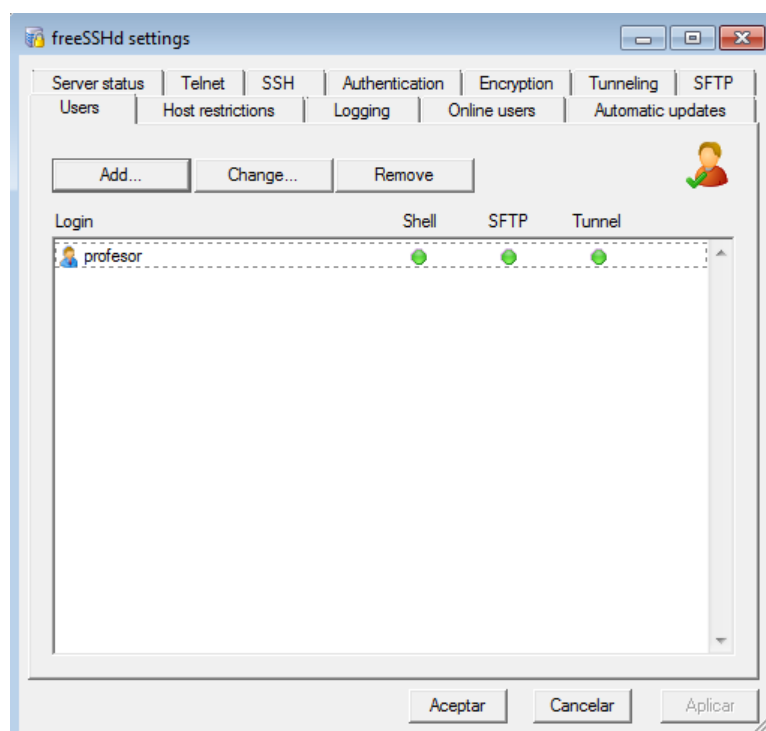 freeSSHd settings
Server status Telnet SSH Authentication Encryption Tunneling SFTP
Users Host restrictions Logging Online users Automatic updates
Add... Change... Remove
Login Shell SFTP Tunnel
profesor
Aceptar Cancelar Aplicar